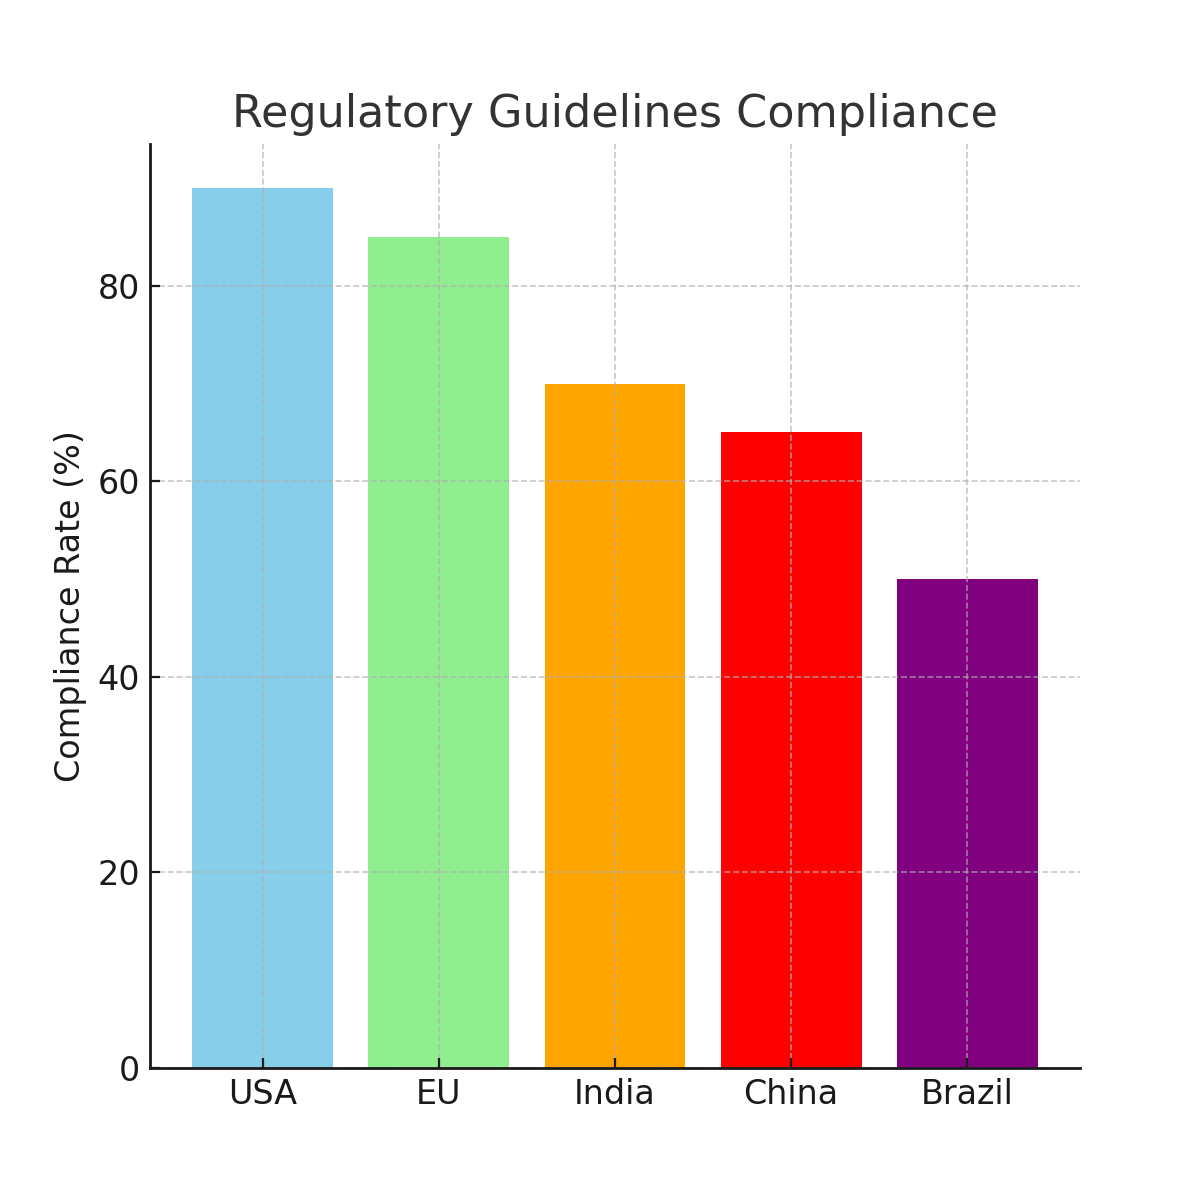 Regulatory Guidelines Compliance
Compliance Rate (%)
80
60
40
20
0
USA
EU
India
China
Brazil